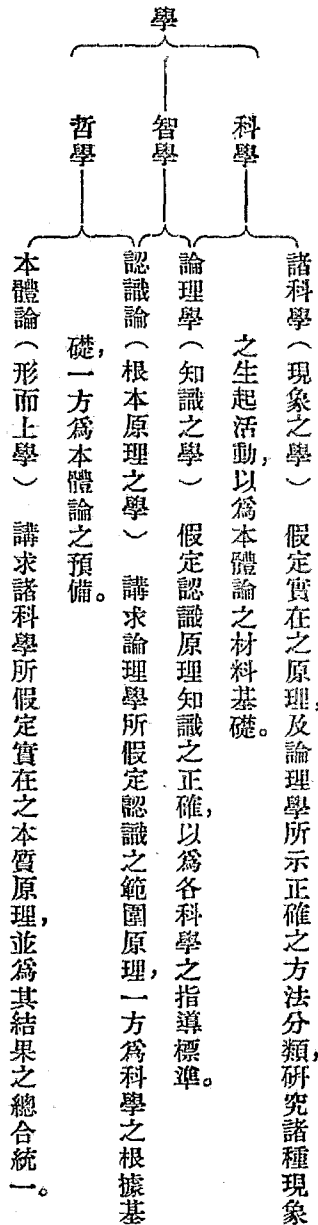 學
科學
智學
哲學
諸科學（現象之學）　假定實在之原理，及論理學所示正確之方法分類，硏究諸種現象
之生起活動，以爲本體論之材料基礎。
論理學（知識之學）　假定認識原理知識之正確，以爲各科學之指導標準。
認識論（根本原理之學）　講求論理學所假定認識之範圍原理，一方爲科學之根據基
礎，一方爲本體論之預備。
本體論（形而上學）　講求諸科學所假定實在之本質原理，並爲其結果之總合統一。